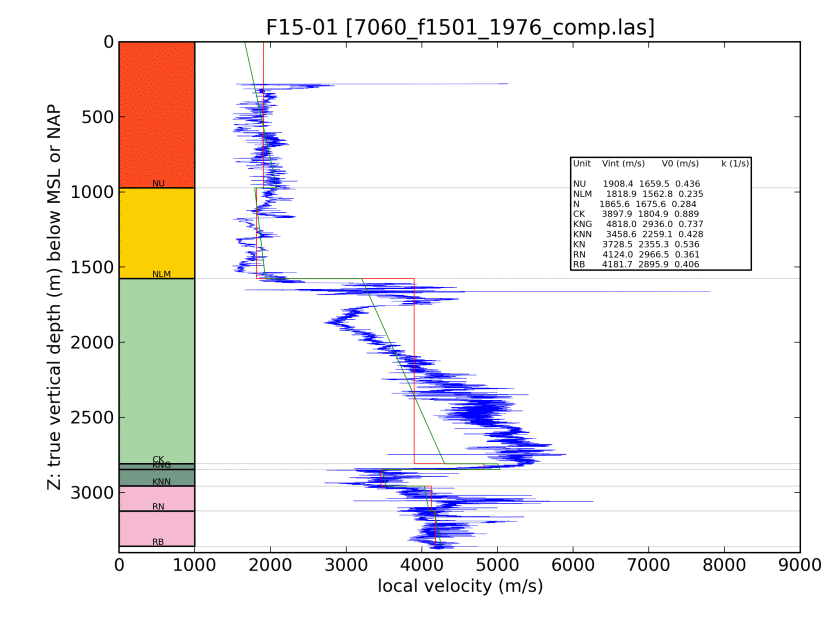 F15-01 [7060_f1501_1976_comp.las]
Z: true vertical depth (m) below MSL or NAP
0
500
1000
1500
2000
2500
3000
NU
NLM
CK
KNG
KNN
RN
RB
Unit Vint (m/s) V0 (m/s) k (1/s)
NU 1908.4 1659.5 0.436
NLM 1818.9 1562.8 0.235
N 1865.6 1675.6 0.284
CK 3897.9 1804.9 0.889
KNG 4818.0 2936.0 0.737
KNN 3458.6 2259.1 0.428
KN 3728.5 2355.3 0.536
RN 4124.0 2966.5 0.361
RB 4181.7 2895.9 0.406
0 1000 2000 3000 4000 5000 6000 7000 8000 9000
local velocity (m/s)